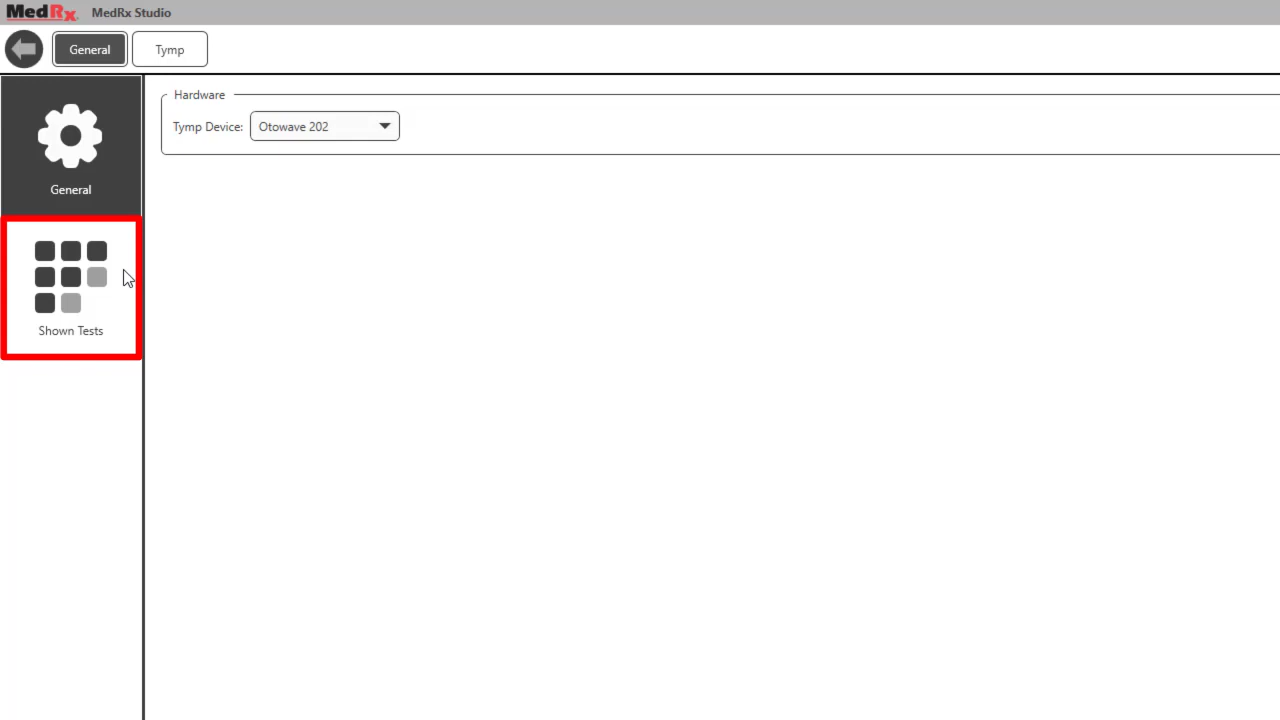 MedRx MedRx Studio
General Tymp
Hardware
Tymp Device: Otowave 202
General
Shown Tests